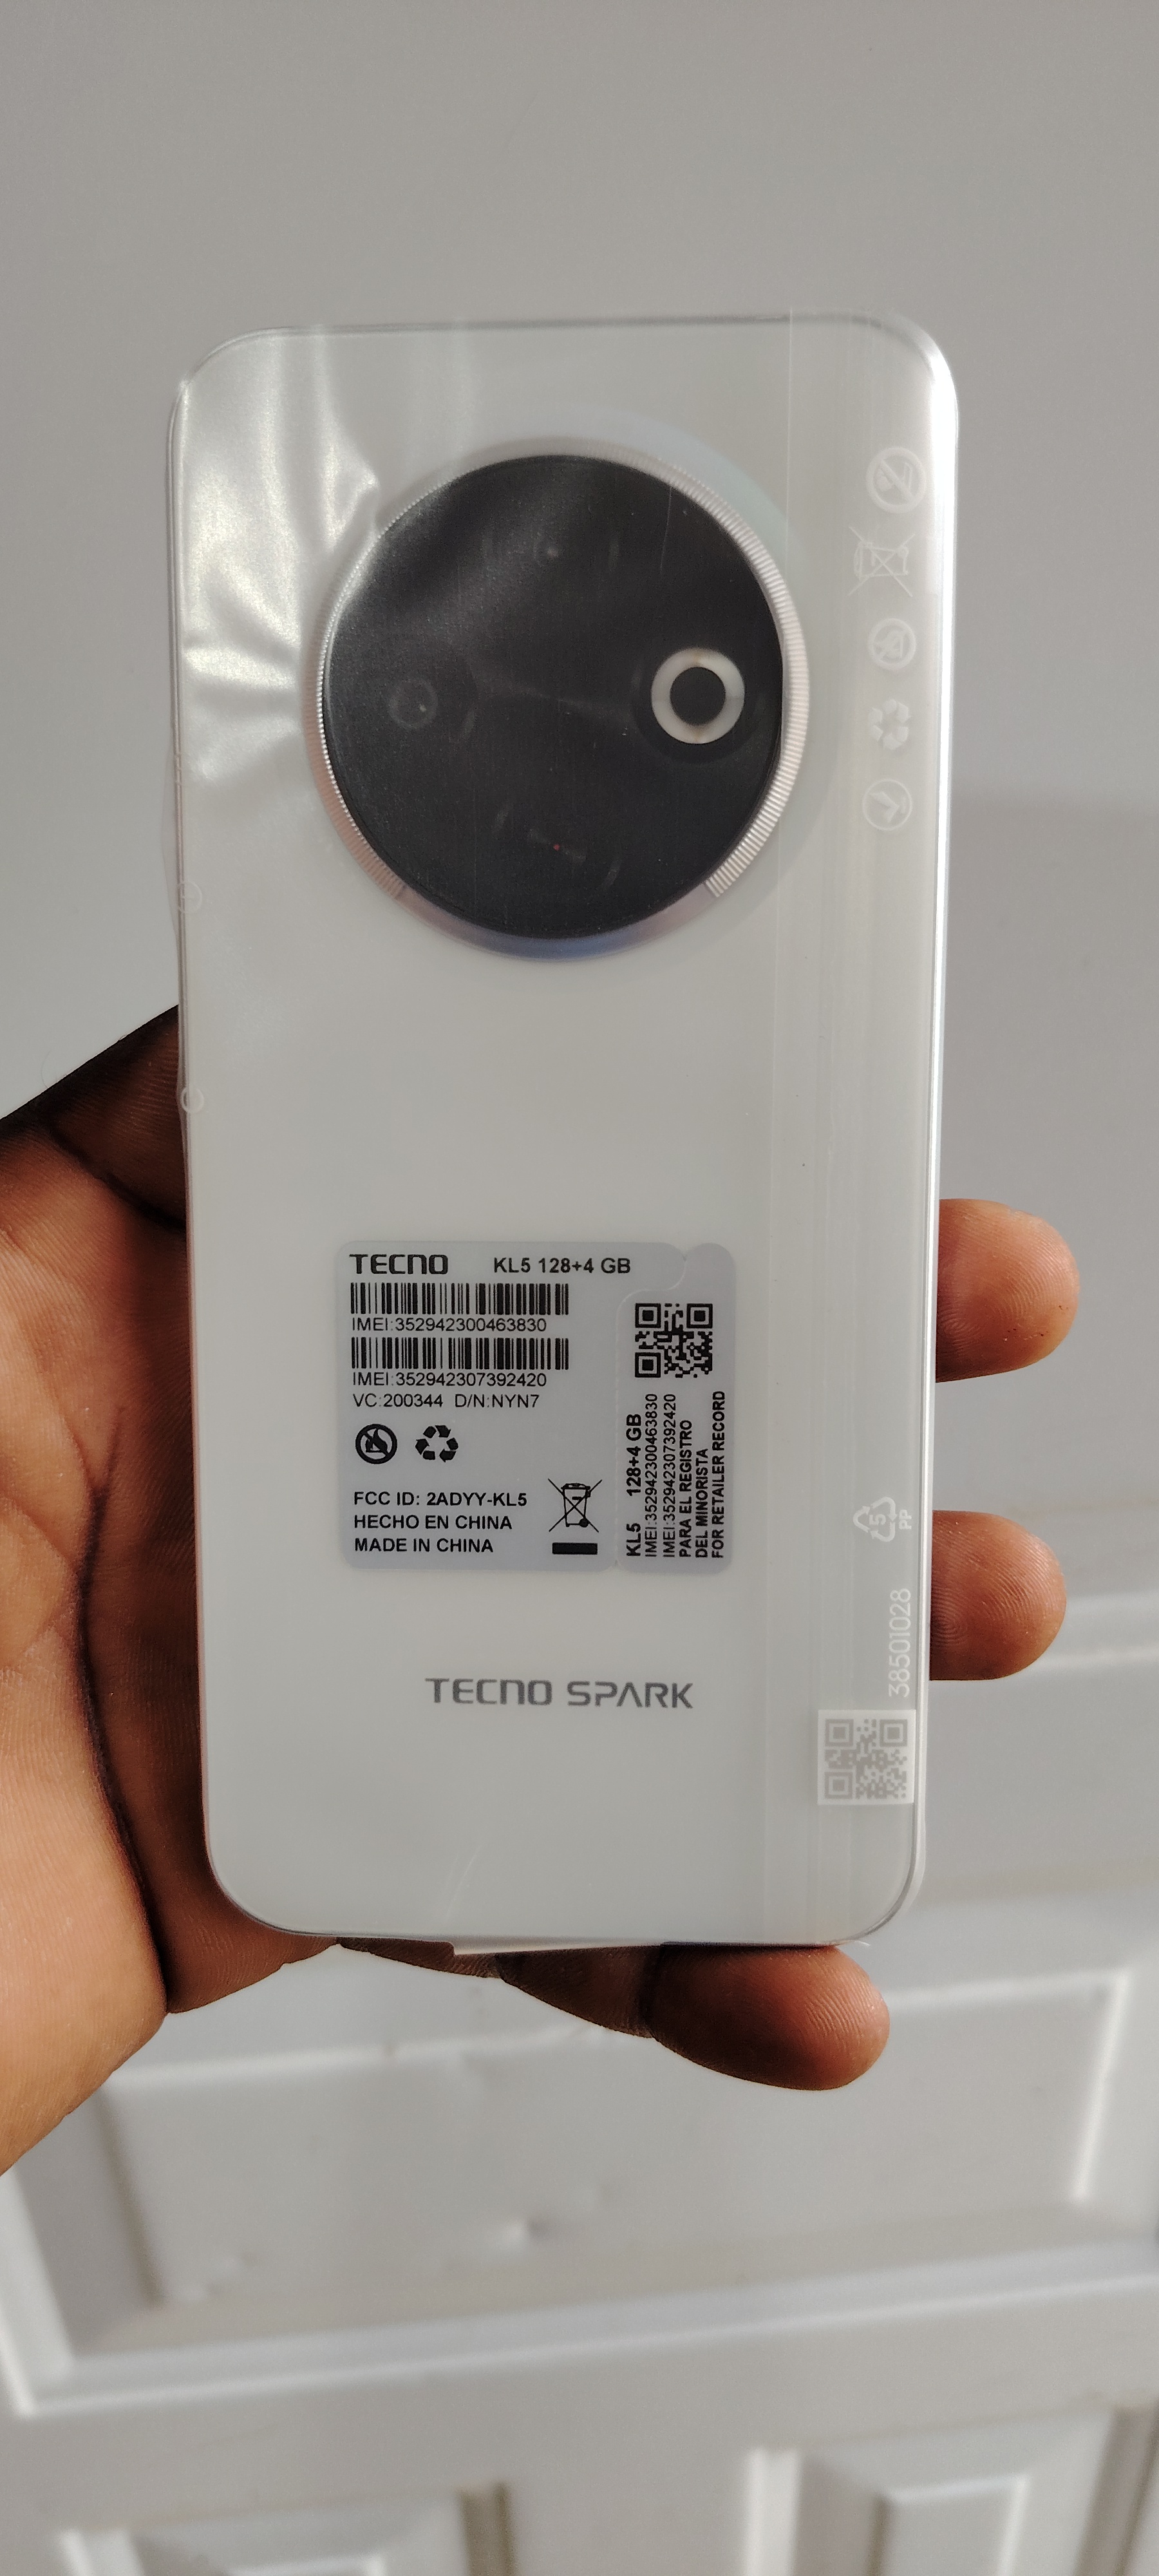 TECNO KL5 128+4 GB
IMEI:352942300463830
IMEI:352942307392420
VC:200344 D/N:NYN7
FCC ID: 2ADYY-KL5
HECHO EN CHINA
MADE IN CHINA
KL5 128+4 GB
IMEI:352942300463830
IMEI:352942307392420
PARA EL REGISTRO
DEL MINORISTA
FOR RETAILER RECORD
5
PP
38501028
TECNO SPARK